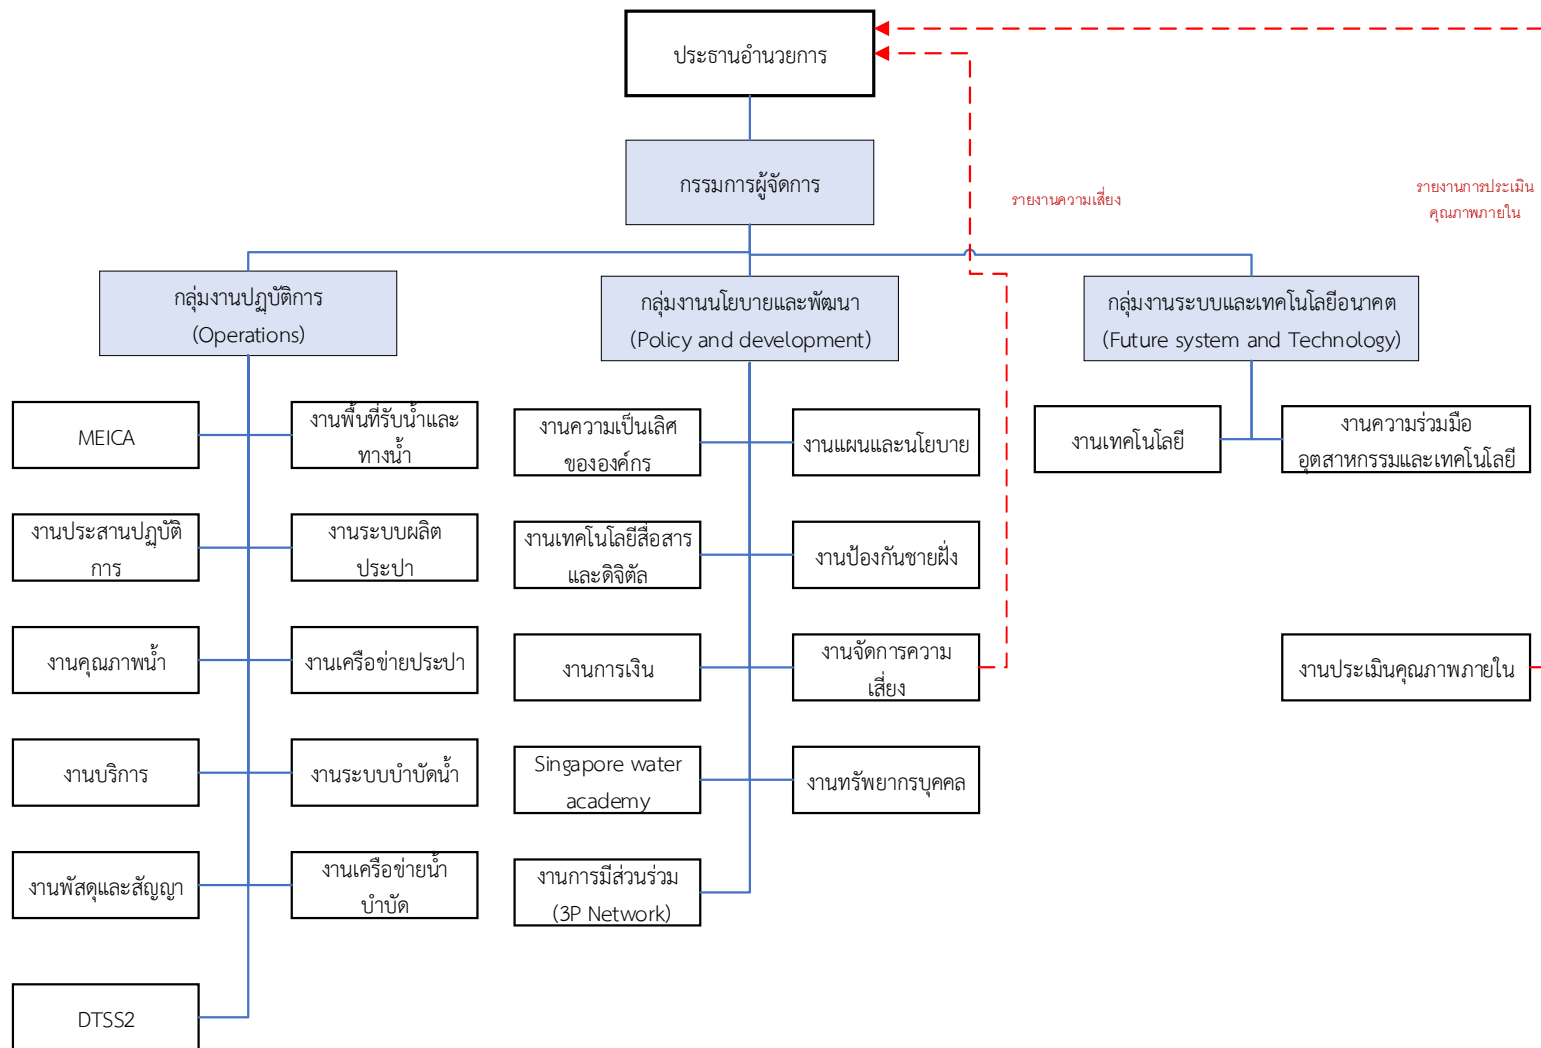 ประธานอำนวยการ
กรรมการผู้จัดการ
รายงานความเสี่ยง
รายงานการประเมิน
คุณภาพภายใน
กลุ่มงานปฏิบัติการ
(Operations)
กลุ่มงานนโยบายและพัฒนา
(Policy and development)
กลุ่มงานระบบและเทคโนโลยีอนาคต
(Future system and Technology)
MEICA
งานพื้นที่รับน้ำและ
ทางน้ำ
งานความเป็นเลิศ
ขององค์กร
งานแผนและนโยบาย
งานเทคโนโลยี
งานความร่วมมือ
อุตสาหกรรมและเทคโนโลยี
งานประสานปฏิบัติ
การ
งานระบบผลิต
ประปา
งานเทคโนโลยีสื่อสาร
และดิจิตัล
งานป้องกันชายฝั่ง
งานคุณภาพน้ำ
งานเครือข่ายประปา
งานการเงิน
งานจัดการความ
เสี่ยง
งานประเมินคุณภาพภายใน
งานบริการ
งานระบบบำบัดน้ำ
Singapore water
academy
งานทรัพยากรบุคคล
งานพัสดุและสัญญา
งานเครือข่ายน้ำ
บำบัด
งานการมีส่วนร่วม
(3P Network)
DTSS2